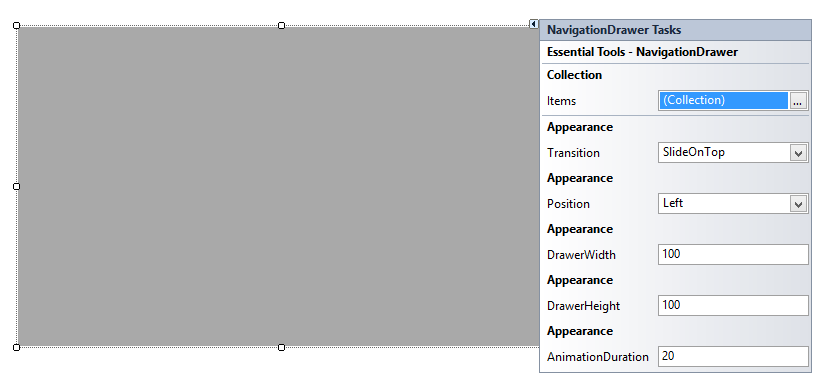 NavigationDrawer Tasks
Essential Tools - NavigationDrawer
Collection
Items (Collection) ...
Appearance
Transition SlideOnTop
Appearance
Position Left
Appearance
DrawerWidth 100
Appearance
DrawerHeight 100
Appearance
AnimationDuration 20